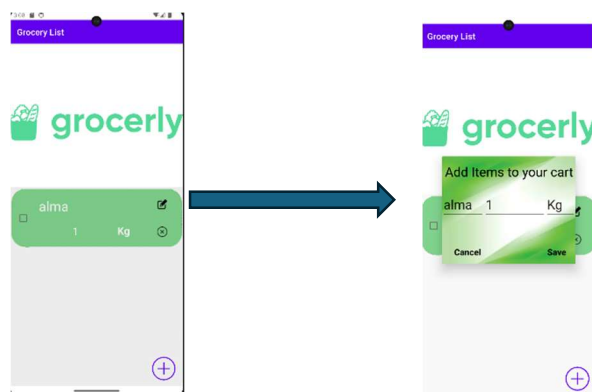 Grocery List
grocerly
alma
1 Kg
Grocery List
grocerly
Add Items to your cart
alma 1 Kg
Cancel Save